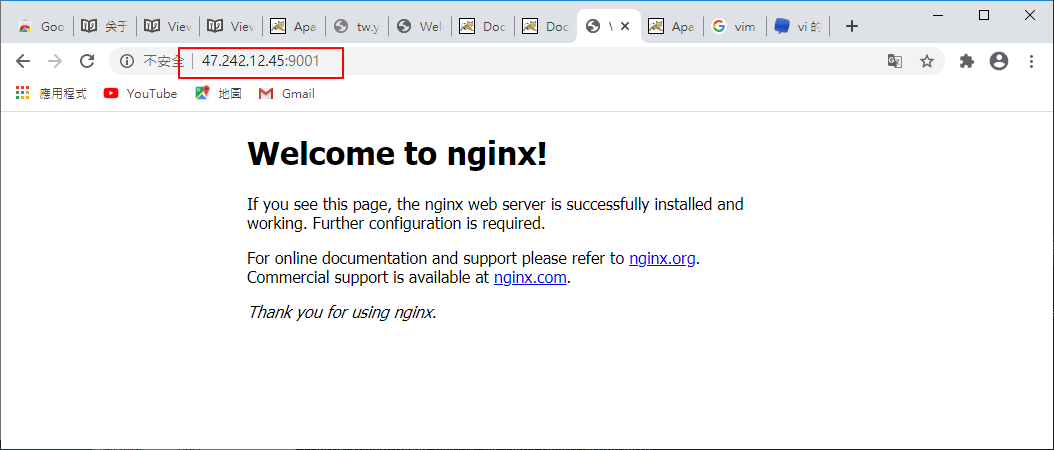 Goo 关于 View View Apa tw.y Wel Doc Doc Apa vim vi 的
不安全 47.242.12.45:9001
應用程式 YouTube 地圖 Gmail
Welcome to nginx!
If you see this page, the nginx web server is successfully installed and
working. Further configuration is required.
For online documentation and support please refer to nginx.org.
Commercial support is available at nginx.com.
Thank you for using nginx.